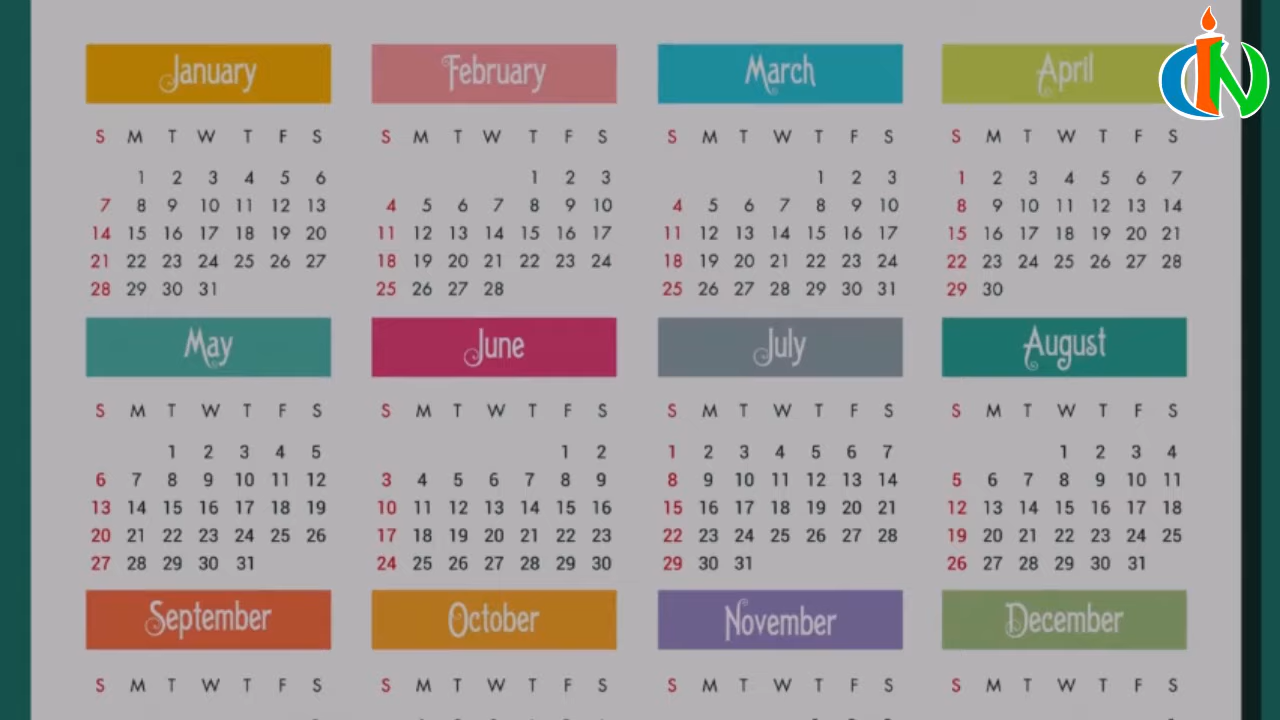 January
S M T W T F S
1 2 3 4 5 6
7 8 9 10 11 12 13
14 15 16 17 18 19 20
21 22 23 24 25 26 27
28 29 30 31
February
S M T W T F S
1 2 3
4 5 6 7 8 9 10
11 12 13 14 15 16 17
18 19 20 21 22 23 24
25 26 27 28
March
S M T W T F S
1 2 3
4 5 6 7 8 9 10
11 12 13 14 15 16 17
18 19 20 21 22 23 24
25 26 27 28 29 30 31
April
S M T W T F S
1 2 3 4 5 6 7
8 9 10 11 12 13 14
15 16 17 18 19 20 21
22 23 24 25 26 27 28
29 30
May
S M T W T F S
1 2 3 4 5
6 7 8 9 10 11 12
13 14 15 16 17 18 19
20 21 22 23 24 25 26
27 28 29 30 31
June
S M T W T F S
1 2
3 4 5 6 7 8 9
10 11 12 13 14 15 16
17 18 19 20 21 22 23
24 25 26 27 28 29 30
July
S M T W T F S
1 2 3 4 5 6 7
8 9 10 11 12 13 14
15 16 17 18 19 20 21
22 23 24 25 26 27 28
29 30 31
August
S M T W T F S
1 2 3 4
5 6 7 8 9 10 11
12 13 14 15 16 17 18
19 20 21 22 23 24 25
26 27 28 29 30 31
September
S M T W T F S
October
S M T W T F S
November
S M T W T F S
December
S M T W T F S